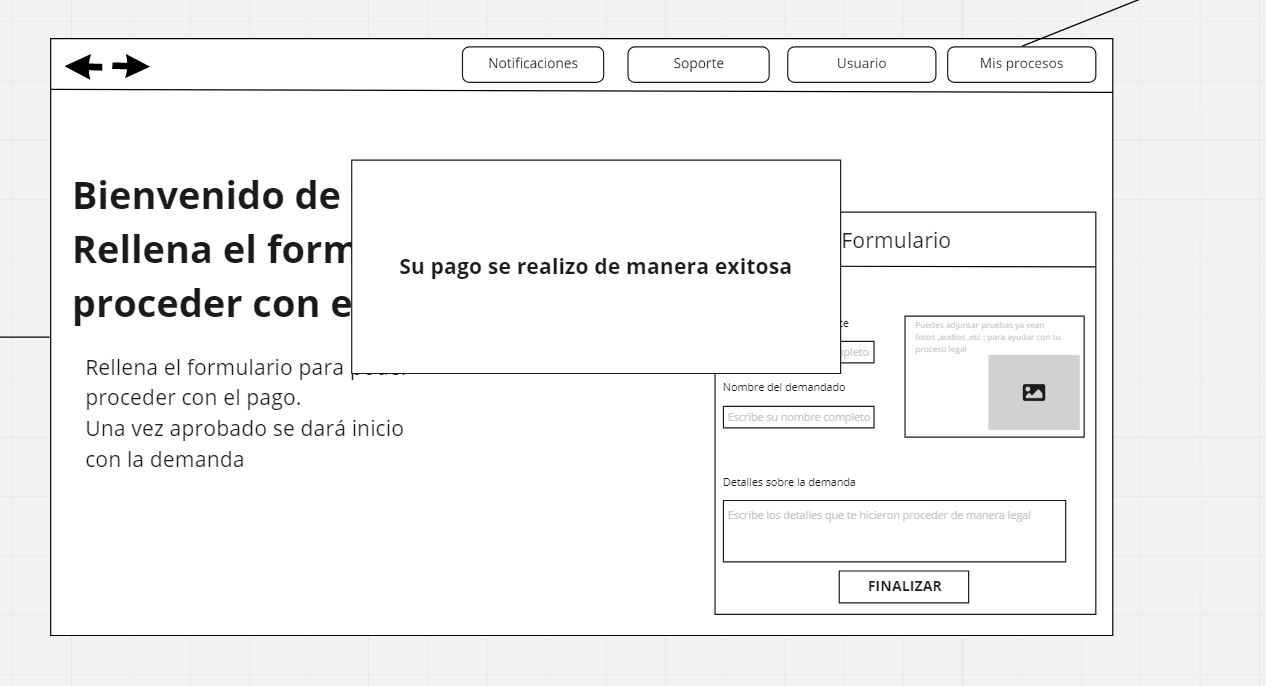 Notificaciones
Soporte
Usuario
Mis procesos
Bienvenido de
Rellena el form
proceder con e
Su pago se realizo de manera exitosa
Rellena el formulario para
proceder con el pago.
Una vez aprobado se dará inicio
con la demanda
Formulario
te
pleto
Puedes adjuntar pruebas ya sean
fotos ,audios ,etc ; para ayudar con tu
proceso legal
Nombre del demandado
Escribe su nombre completo
Detalles sobre la demanda
Escribe los detalles que te hicieron proceder de manera legal
FINALIZAR